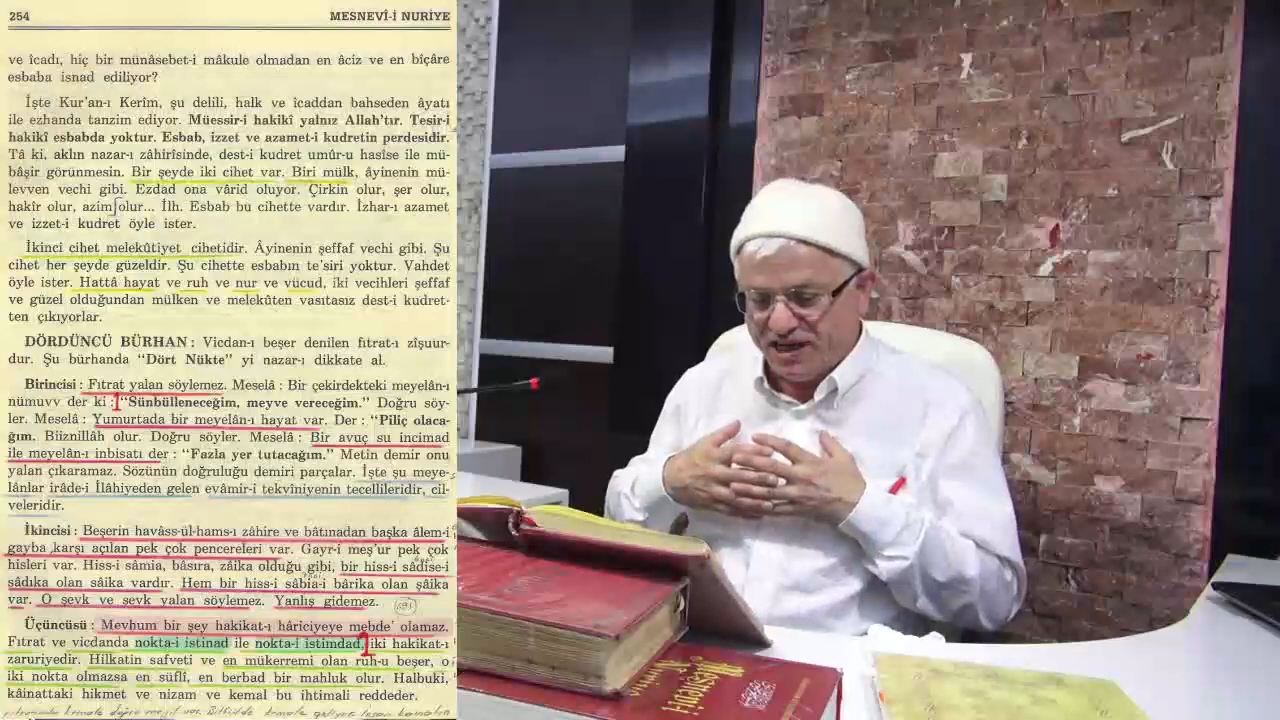 254 MESNEVÎ-İ NURİYE
ve îcadı, hiç bir münâsebet-i mâkule olmadan en âciz ve en bîçâre
esbaba isnad ediliyor?
İşte Kur'an-ı Kerîm, şu delili, halk ve îcaddan bahseden âyatı
ile ezhanda tanzim ediyor. Müessir-i hakikî yalnız Allah'tır. Tesir-i
hakikî esbabda yoktur. Esbab, izzet ve azamet-i kudretin perdesidir.
Tâ ki, aklın nazar-ı zâhirîsinde, dest-i kudret umûr-u hasise ile mü-
bâşir görünmesin. Bir şeyde iki cihet var. Biri mülk, âyinenin mü-
levven vechi gibi. Ezdad ona vârid oluyor. Çirkin olur, şer olur,
hakîr olur, azîm olur... İlh. Esbab bu cihette vardır. İzhar-ı azamet
ve izzet-i kudret öyle ister.
İkinci cihet melekûtiyet cihetidir. Âyinenin şeffaf vechi gibi. Şu
cihet her şeyde güzeldir. Şu cihette esbabın te'siri yoktur. Vahdet
öyle ister. Hattâ hayat ve ruh ve nur ve vücud, iki vecihleri şeffaf
ve güzel olduğundan mülken ve melekûten vasıtasız dest-i kudret-
ten çıkıyorlar.
DÖRDÜNCÜ BÜRHAN : Vicdan-ı beşer denilen fıtrat-ı zîşuur-
dur. Şu bürhanda "Dört Nükte" yi nazar-ı dikkate al.
Birincisi : Fıtrat yalan söylemez. Meselâ : Bir çekirdekteki meyelân-ı
nümuvv der ki : "Sünbülleneceğim, meyve vereceğim." Doğru söy-
ler. Meselâ : Yumurtada bir meyelân-ı hayat var. Der : "Piliç olaca-
ğım. Biiznillâh olur. Doğru söyler. Meselâ : Bir avuç su incimad
ile meyelân-ı inbisatı der : "Fazla yer tutacağım." Metin demir onu
yalan çıkaramaz. Sözünün doğruluğu demiri parçalar. İşte şu meye-
lânlar irâde-i İlâhiyeden gelen evâmir-i tekvîniyenin tecellileridir, cil-
veleridir.
İkincisi : Beşerin havâss-ül-hams-ı zâhire ve bâtınadan başka âlem-i
gayba karşı açılan pek çok pencereleri var. Gayr-i meş'ur pek çok
hisleri var. Hiss-i sâmia, bâsıra, zâika olduğu gibi, bir hiss-i sâdise-i
sâdıka olan sâika vardır. Hem bir hiss-i sâbia-i bârika olan şâika
var. O şevk ve sevk yalan söylemez. Yanlış gidemez.
Üçüncüsü : Mevhum bir şey hakikat-ı hâriciyeye mebde' olamaz.
Fıtrat ve vicdanda nokta-i istinad ile nokta-i istimdad, iki hakikat-ı
zaruriyedir. Hilkatin safveti ve en mükerremi olan ruh-u beşer, o
iki nokta olmazsa en süflî, en berbad bir mahluk olur. Halbuki,
kâinattaki hikmet ve nizam ve kemal bu ihtimali reddeder.